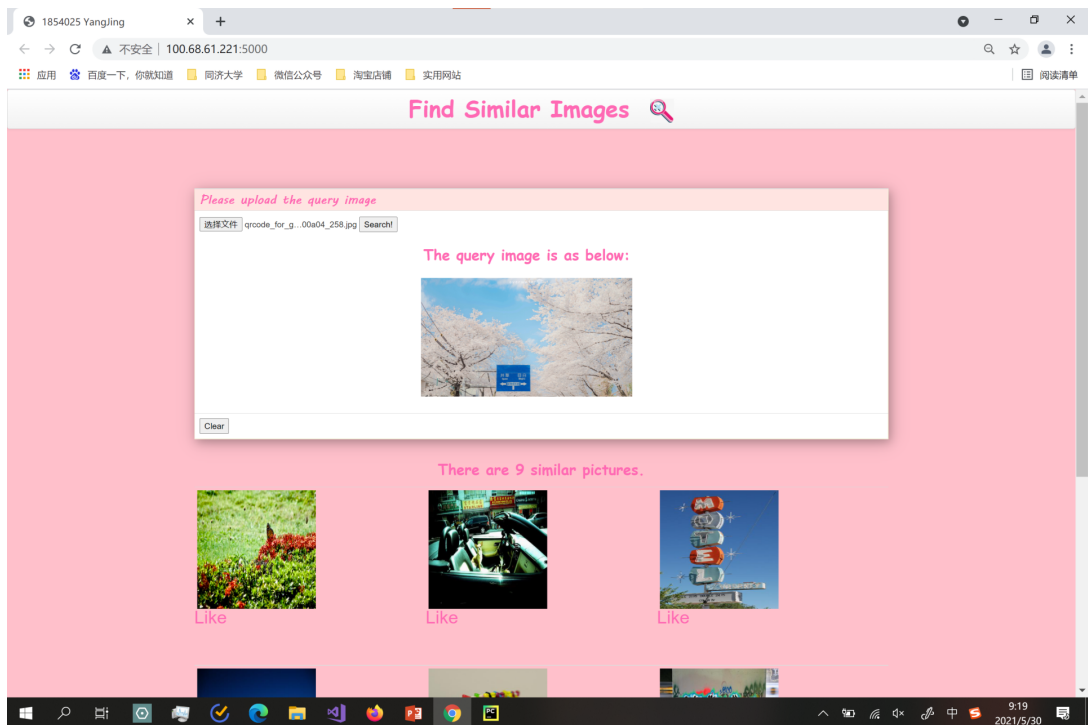 1854025 YangJing
不安全 | 100.68.61.221:5000
应用 百度一下，你就知道 同济大学 微信公众号 淘宝店铺 实用网站 阅读清单
Find Similar Images
Please upload the query image
选择文件 qrcode_for_g...00a04_258.jpg Search!
The query image is as below:
Clear
There are 9 similar pictures.
MOTEL
Like Like Like
中
9:19
2021/5/30